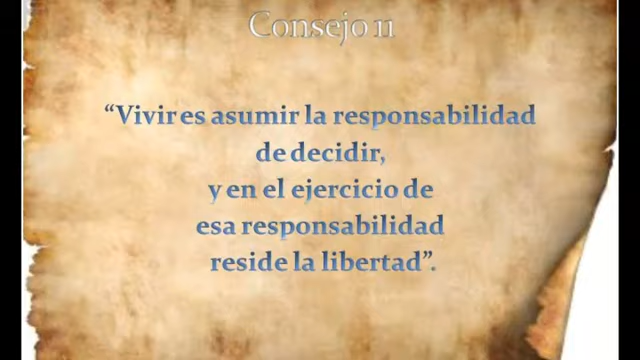 Consejo 11
“Vivir es asumir la responsabilidad
de decidir,
y en el ejercicio de
esa responsabilidad
reside la libertad”.